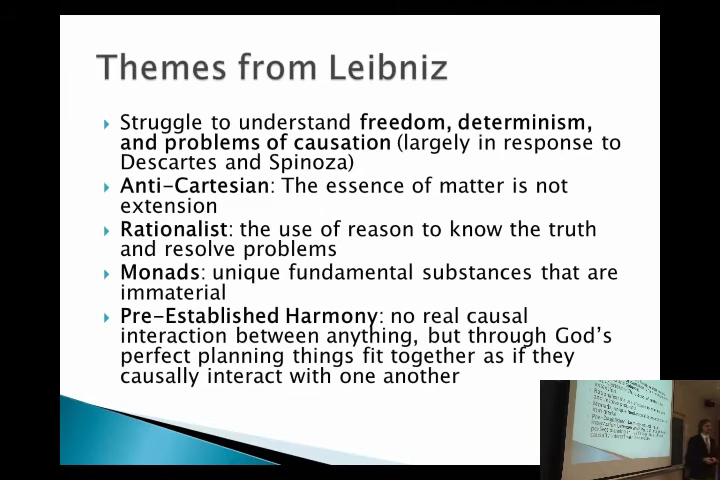 Themes from Leibniz
Struggle to understand freedom, determinism,
and problems of causation (largely in response to
Descartes and Spinoza)
Anti-Cartesian: The essence of matter is not
extension
Rationalist: the use of reason to know the truth
and resolve problems
Monads: unique fundamental substances that are
immaterial
Pre-Established Harmony: no real causal
interaction between anything, but through God's
perfect planning things fit together as if they
causally interact with one another